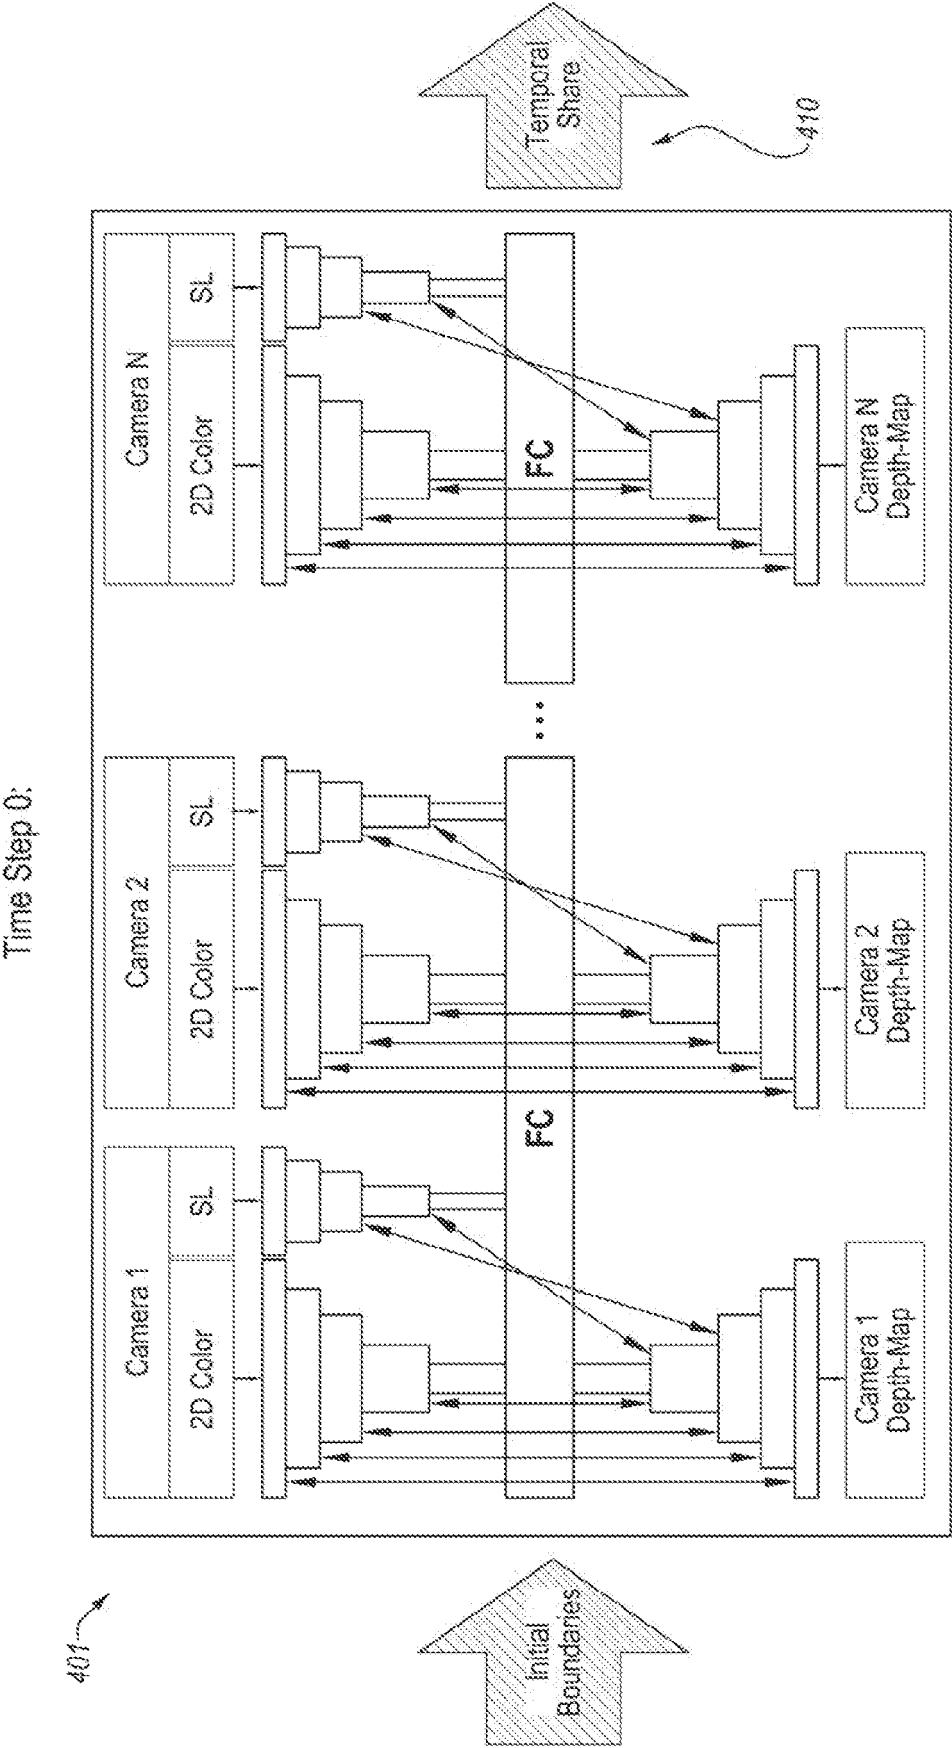 Time Step 0:
401
Initial
Boundaries
Camera 1
2D Color
SL
Camera 2
2D Color
SL
Camera N
2D Color
SL
FC
...
FC
Camera 1
Depth-Map
Camera 2
Depth-Map
Camera N
Depth-Map
Temporal
Share
410